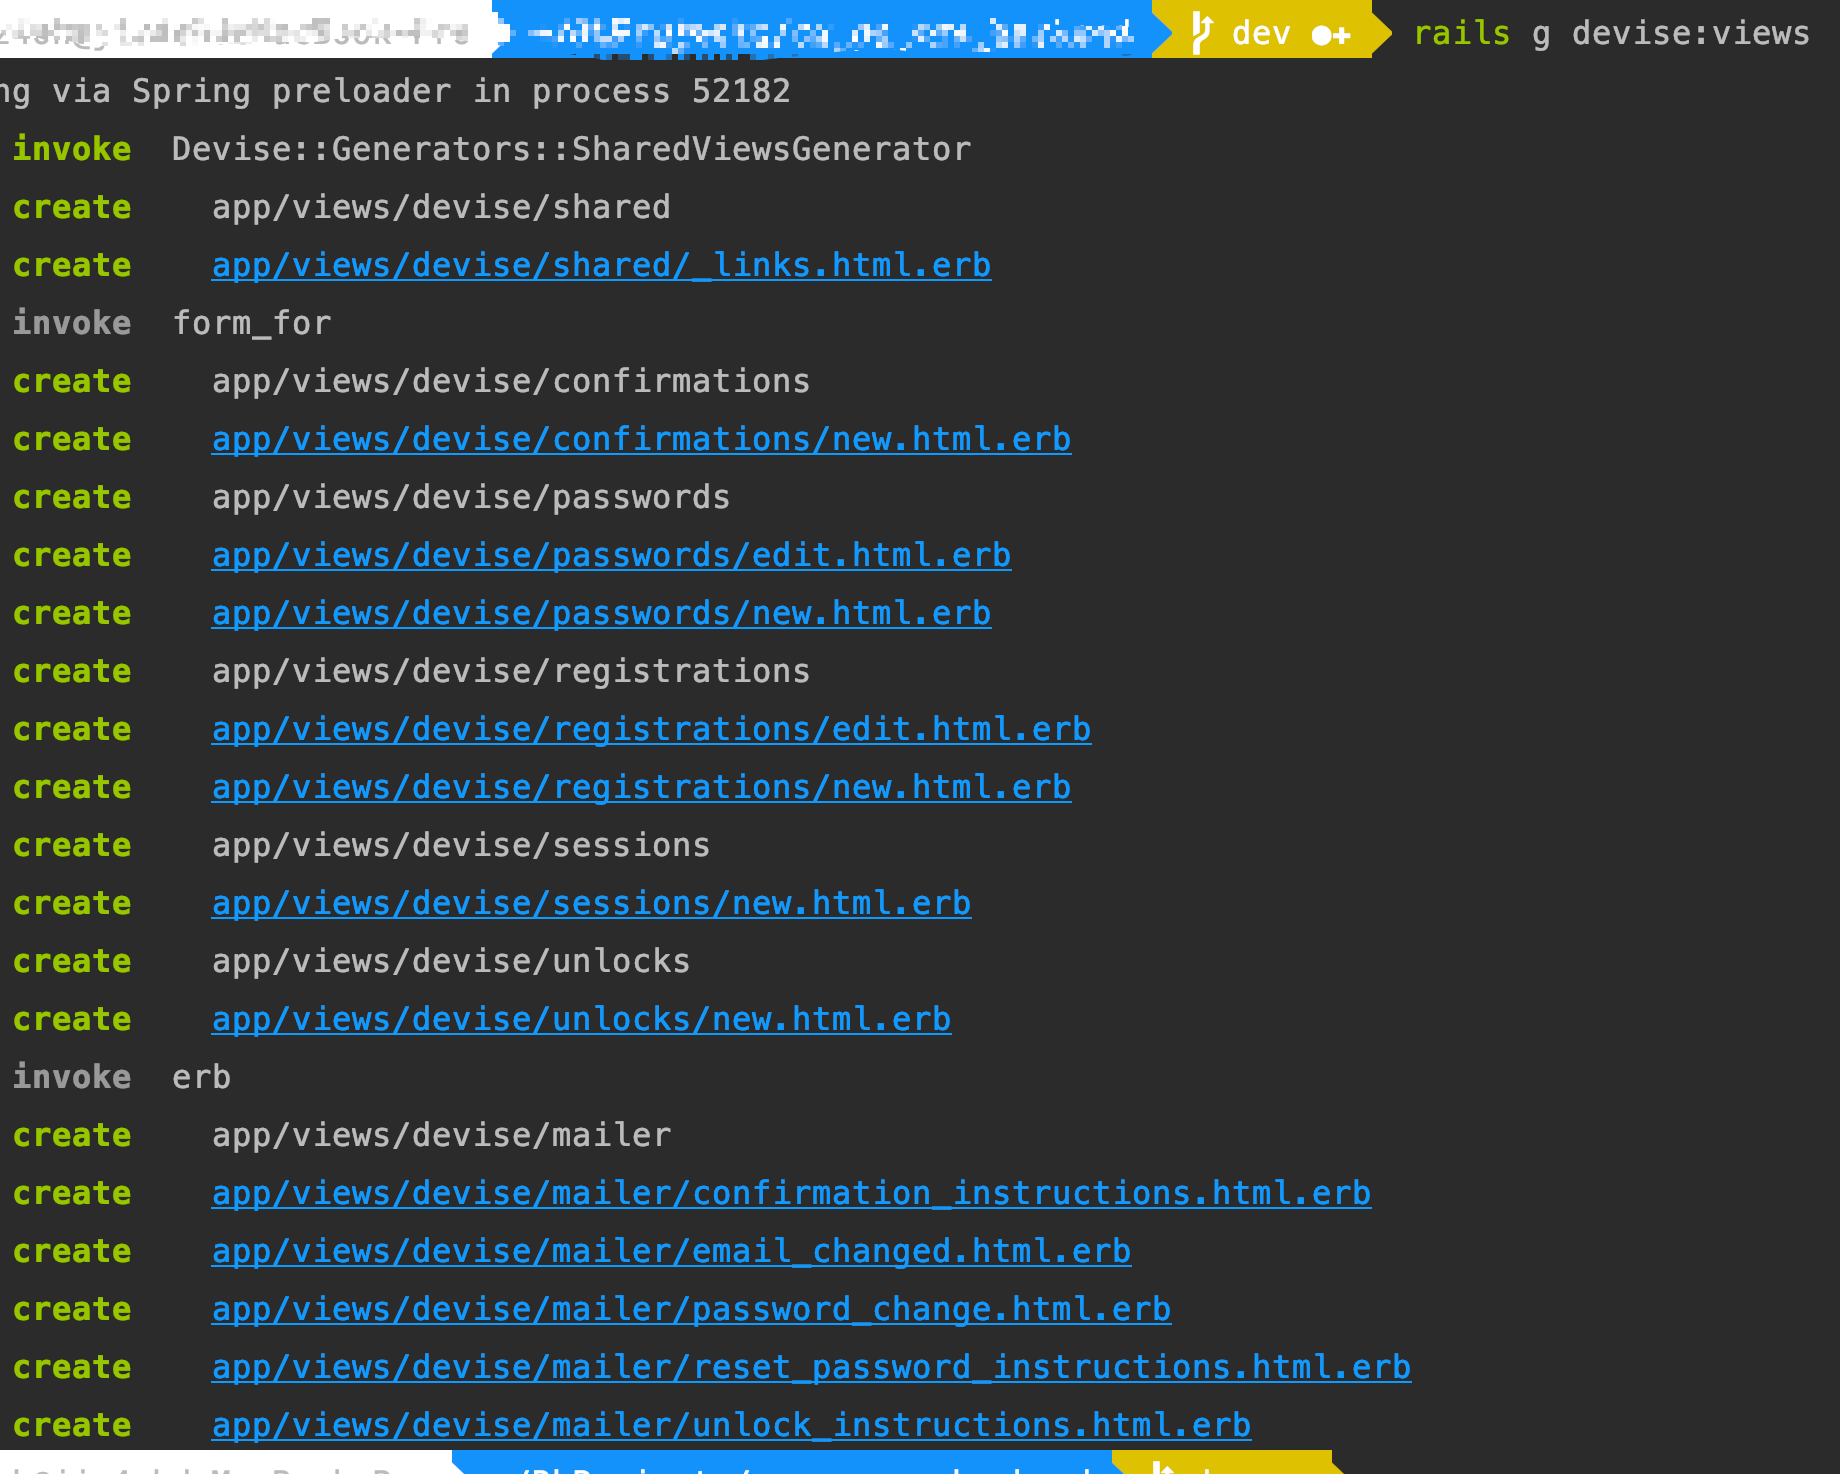 dev ●+ rails g devise:views
ng via Spring preloader in process 52182
invoke Devise::Generators::SharedViewsGenerator
create app/views/devise/shared
create app/views/devise/shared/_links.html.erb
invoke form_for
create app/views/devise/confirmations
create app/views/devise/confirmations/new.html.erb
create app/views/devise/passwords
create app/views/devise/passwords/edit.html.erb
create app/views/devise/passwords/new.html.erb
create app/views/devise/registrations
create app/views/devise/registrations/edit.html.erb
create app/views/devise/registrations/new.html.erb
create app/views/devise/sessions
create app/views/devise/sessions/new.html.erb
create app/views/devise/unlocks
create app/views/devise/unlocks/new.html.erb
invoke erb
create app/views/devise/mailer
create app/views/devise/mailer/confirmation_instructions.html.erb
create app/views/devise/mailer/email_changed.html.erb
create app/views/devise/mailer/password_change.html.erb
create app/views/devise/mailer/reset_password_instructions.html.erb
create app/views/devise/mailer/unlock_instructions.html.erb